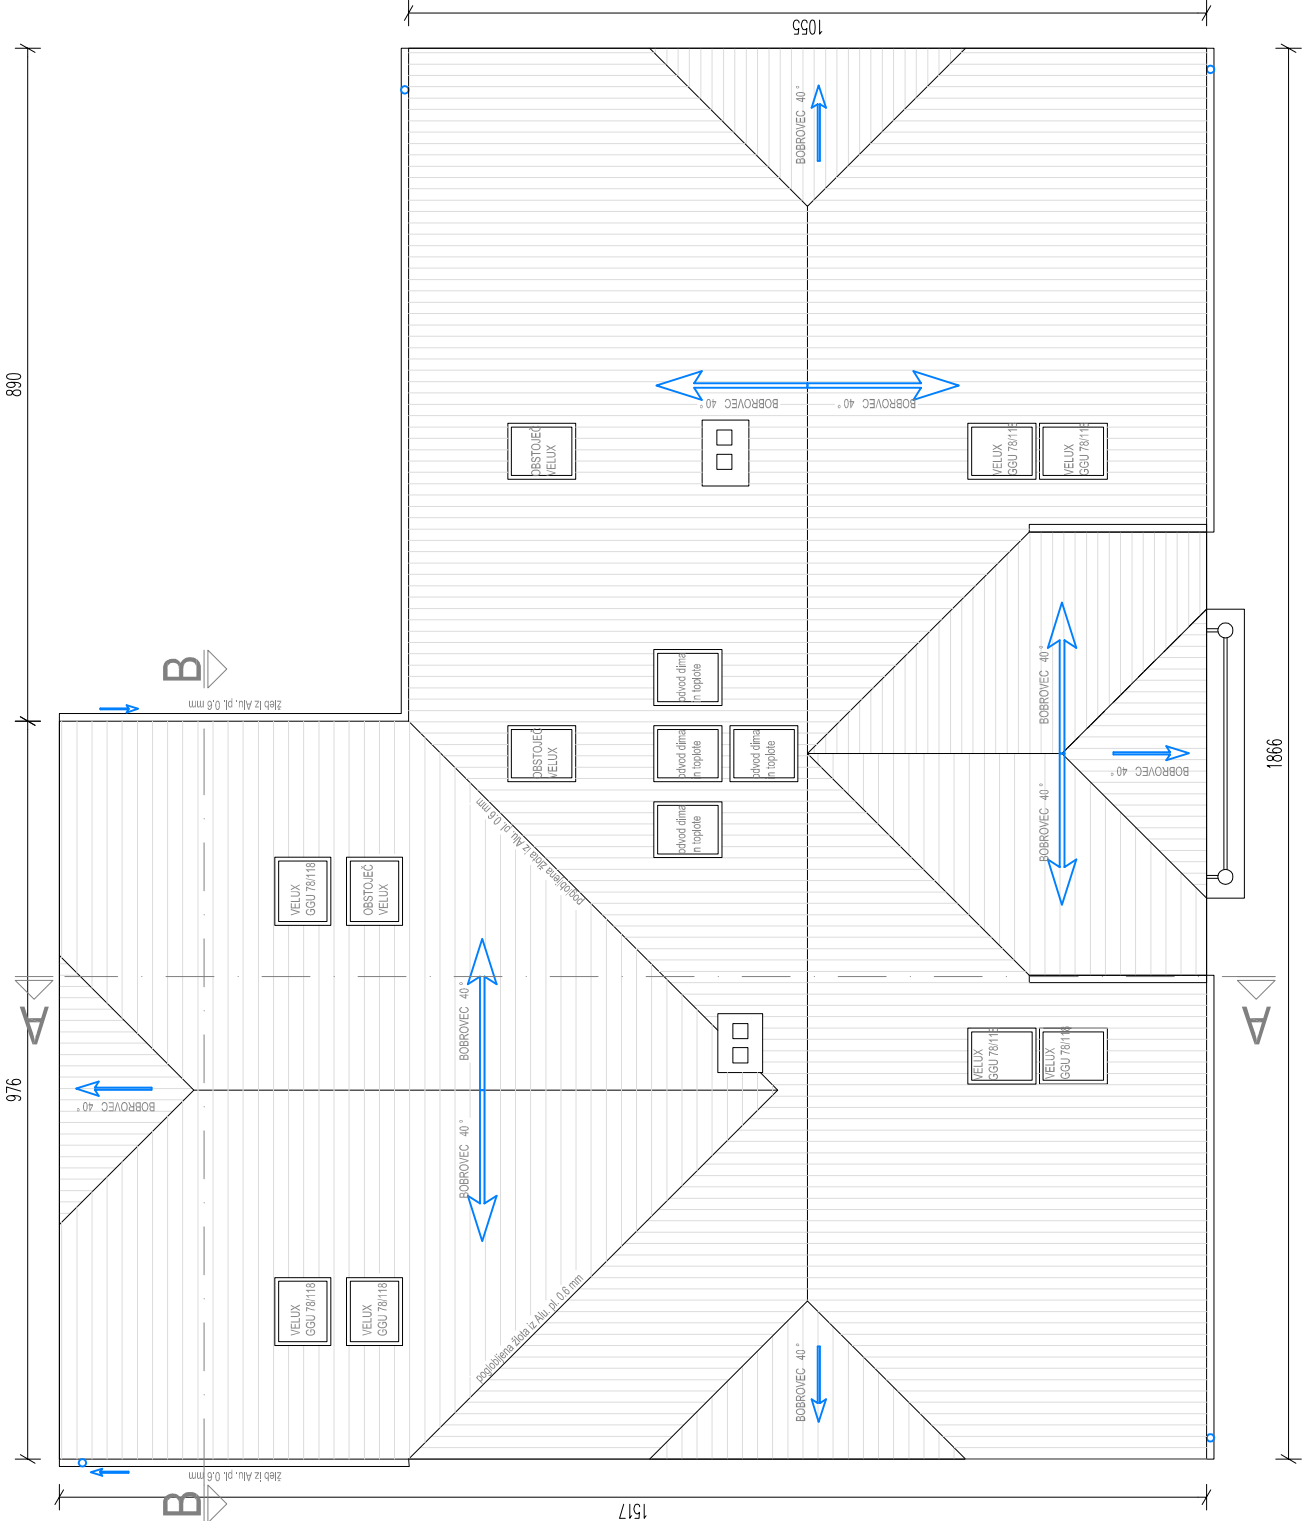 1055
890
BOBROVEC 40°
BOBROVEC 40°
BOBROVEC 40°
OBSTOJEČ
VELUX
VELUX
GGU 78/118
VELUX
GGU 78/118
B
žleb iz Alu. pl. 0.6 mm
odvod dima
in toplote
BOBROVEC 40°
1866
OBSTOJEČ
VELUX
odvod dima
in toplote
odvod dima
in toplote
BOBROVEC 40°
poglobljena žlota iz Alu. pl. 0.6 mm
odvod dima
in toplote
BOBROVEC 40°
VELUX
GGU 78/118
OBSTOJEČ
VELUX
A
A
BOBROVEC 40°
976
BOBROVEC 40°
VELUX
GGU 78/118
VELUX
GGU 78/118
BOBROVEC 40°
VELUX
GGU 78/118
VELUX
GGU 78/118
poglobljena žlota iz Alu. pl. 0.6 mm
BOBROVEC 40°
žleb iz Alu. pl. 0.6 mm
B
1517